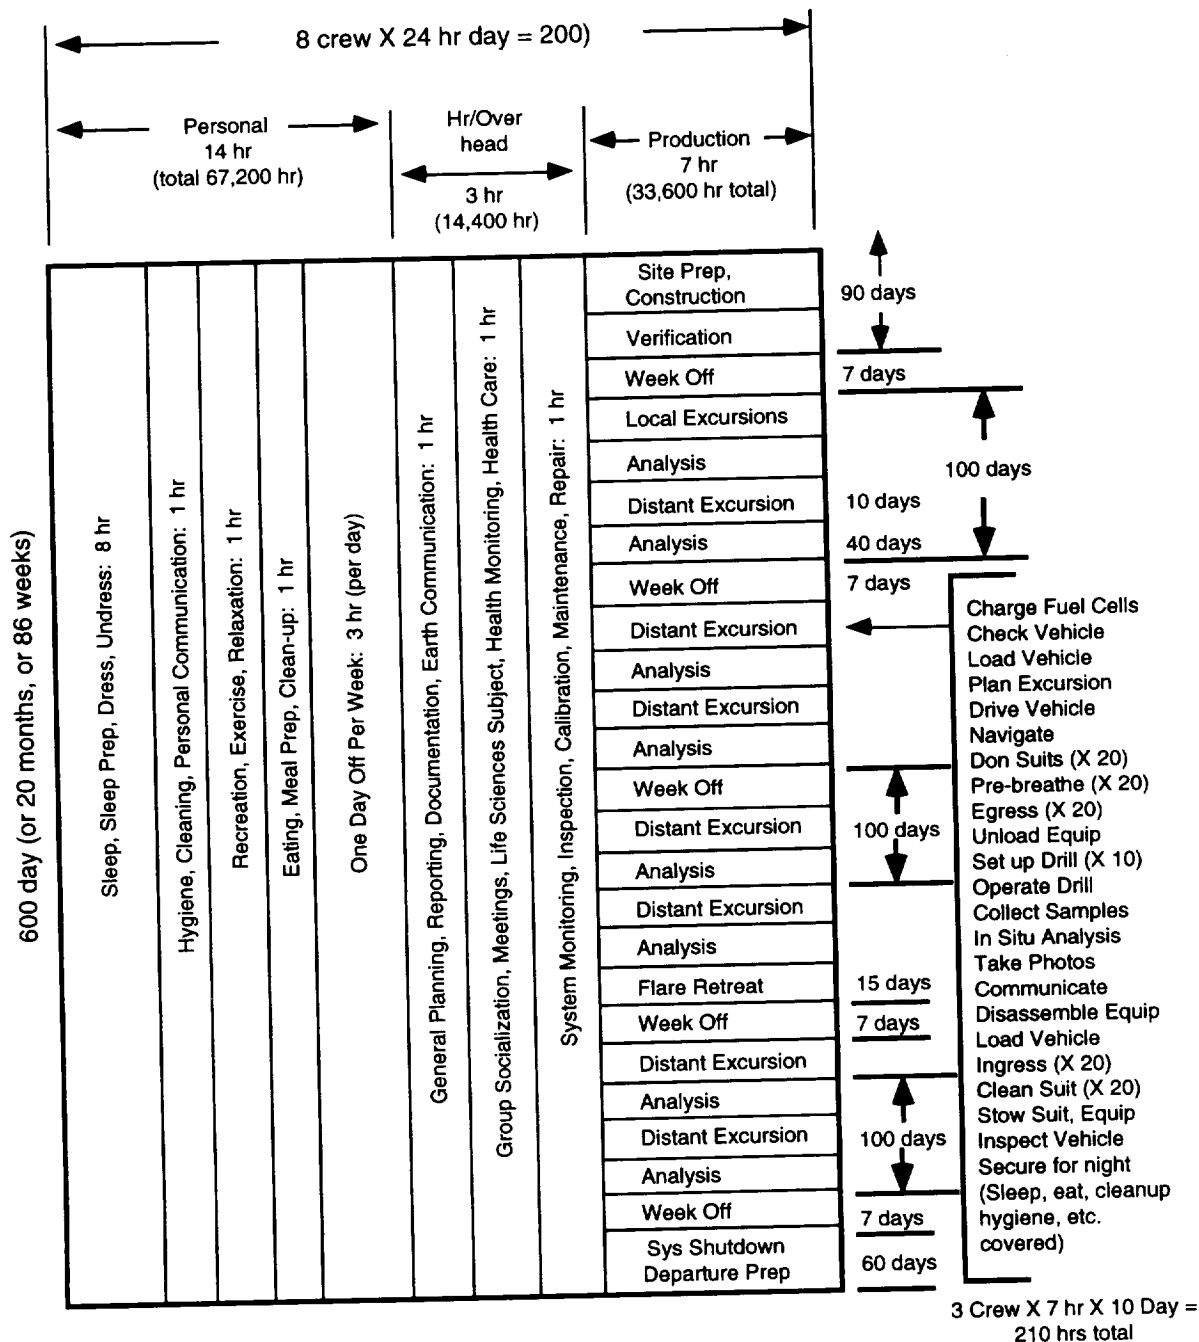 8 crew X 24 hr day = 200)
Personal
14 hr
(total 67,200 hr)
Hr/Over
head
3 hr
(14,400 hr)
Production
7 hr
(33,600 hr total)
600 day (or 20 months, or 86 weeks)
Sleep, Sleep Prep, Dress, Undress: 8 hr
Hygiene, Cleaning, Personal Communication: 1 hr
Recreation, Exercise, Relaxation: 1 hr
Eating, Meal Prep, Clean-up: 1 hr
One Day Off Per Week: 3 hr (per day)
General Planning, Reporting, Documentation, Earth Communication: 1 hr
Group Socialization, Meetings, Life Sciences Subject, Health Monitoring, Health Care: 1 hr
System Monitoring, Inspection, Calibration, Maintenance, Repair: 1 hr
Site Prep,
Construction
Verification
Week Off
Local Excursions
Analysis
Distant Excursion
Analysis
Week Off
Distant Excursion
Analysis
Distant Excursion
Analysis
Week Off
Distant Excursion
Analysis
Distant Excursion
Analysis
Flare Retreat
Week Off
Distant Excursion
Analysis
Distant Excursion
Analysis
Week Off
Sys Shutdown
Departure Prep
90 days
7 days
100 days
10 days
40 days
7 days
100 days
15 days
7 days
100 days
7 days
60 days
Charge Fuel Cells
Check Vehicle
Load Vehicle
Plan Excursion
Drive Vehicle
Navigate
Don Suits (X 20)
Pre-breathe (X 20)
Egress (X 20)
Unload Equip
Set up Drill (X 10)
Operate Drill
Collect Samples
In Situ Analysis
Take Photos
Communicate
Disassemble Equip
Load Vehicle
Ingress (X 20)
Clean Suit (X 20)
Stow Suit, Equip
Inspect Vehicle
Secure for night
(Sleep, eat, cleanup
hygiene, etc.
covered)
3 Crew X 7 hr X 10 Day =
210 hrs total